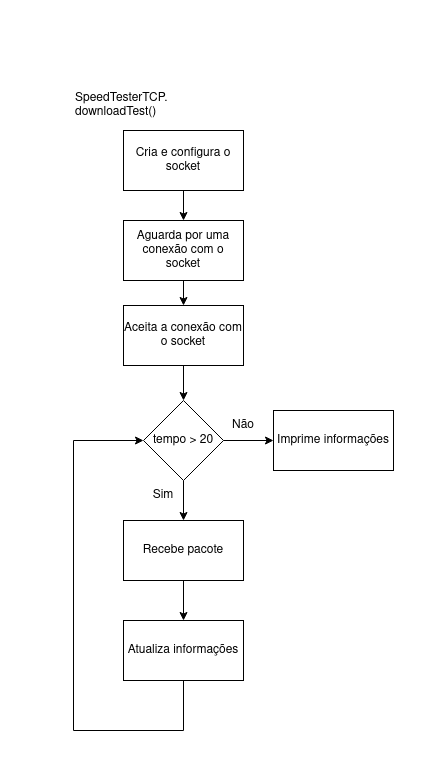 SpeedTesterTCP.
downloadTest()
Cria e configura o
socket
Aguarda por uma
conexão com o
socket
Aceita a conexão com
o socket
tempo > 20
Não
Imprime informações
Sim
Recebe pacote
Atualiza informações